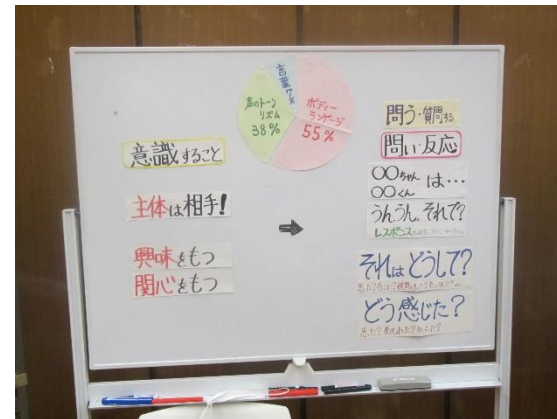 言葉7%
声のトーン
リズム
38%
ボディー
ランゲージ
55%
意識すること
主体は相手!
興味をもつ
関心をもつ
問う・質問する
問い・反応
○○ちゃん
○○くん は…
うんうん。それで?
レスポンス
それはどうして?
どう感じた?